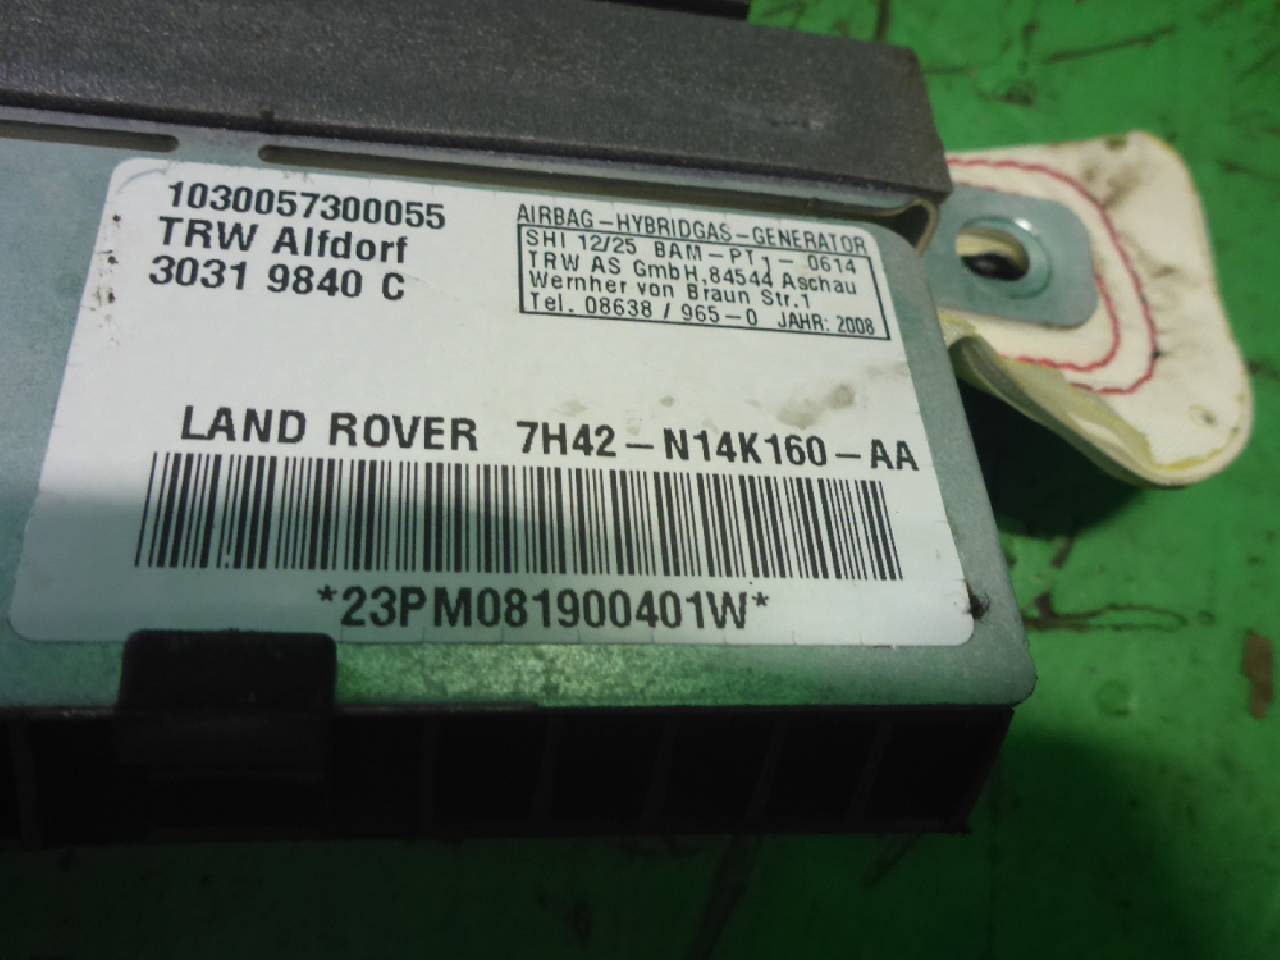 1030057300055
TRW Alfdorf
3031 9840 C
AIRBAG-HYBRIDGAS-GENERATOR
SHI 12/25 BAM-PT1-0614
TRW AS GmbH,84544 Aschau
Wernher von Braun Str.1
Tel. 08638 / 965-0 JAHR: 2008
LAND ROVER 7H42-N14K160-AA
*23PM081900401W*